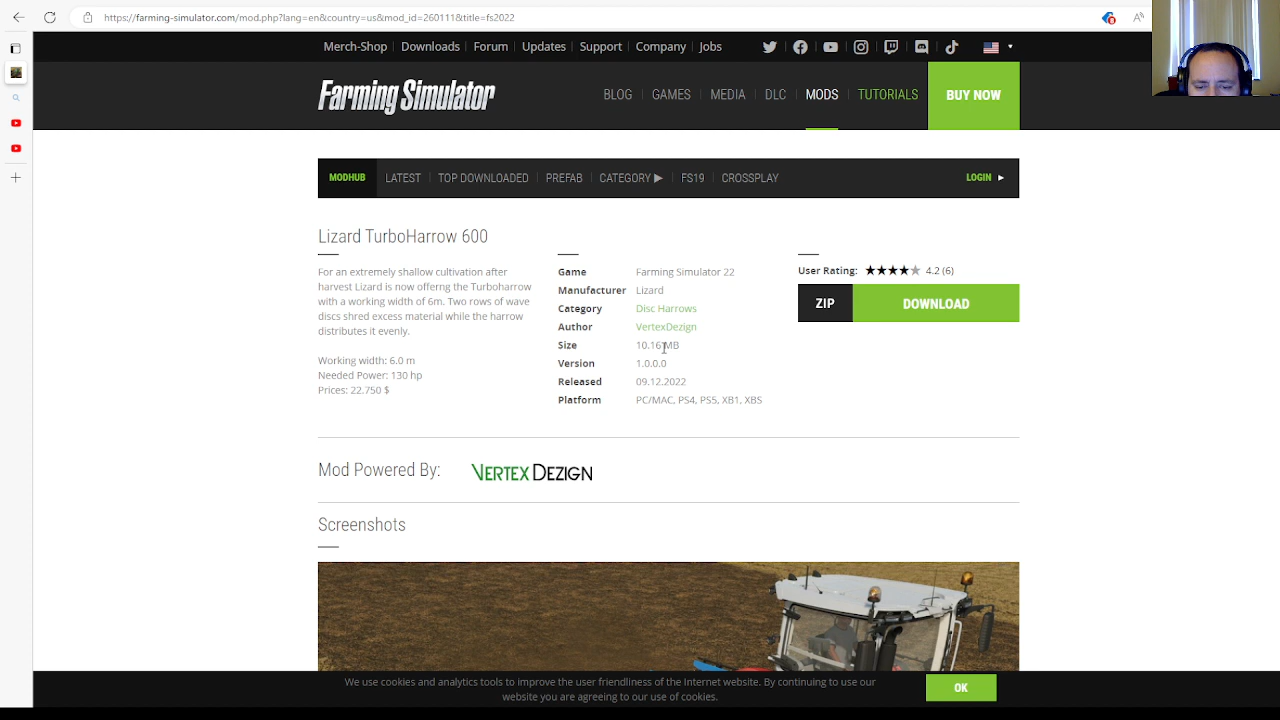 https://farming-simulator.com/mod.php?lang=en&country=us&mod_id=260111&title=fs2022
Merch-Shop Downloads Forum Updates Support Company Jobs
Farming Simulator
BLOG GAMES MEDIA DLC MODS TUTORIALS BUY NOW
MODHUB LATEST TOP DOWNLOADED PREFAB CATEGORY ▶ FS19 CROSSPLAY LOGIN ▶
Lizard TurboHarrow 600
For an extremely shallow cultivation after
harvest Lizard is now offerng the Turboharrow
with a working width of 6m. Two rows of wave
discs shred excess material while the harrow
distributes it evenly.
Working width: 6.0 m
Needed Power: 130 hp
Prices: 22.750 $
Game Farming Simulator 22
Manufacturer Lizard
Category Disc Harrows
Author VertexDezign
Size 10.16 MB
Version 1.0.0.0
Released 09.12.2022
Platform PC/MAC, PS4, PS5, XB1, XBS
User Rating: ★★★★★ 4.2 (6)
ZIP DOWNLOAD
Mod Powered By: VERTEXDEZIGN
Screenshots
We use cookies and analytics tools to improve the user friendliness of the Internet website. By continuing to use our
website you are agreeing to our use of cookies.
OK